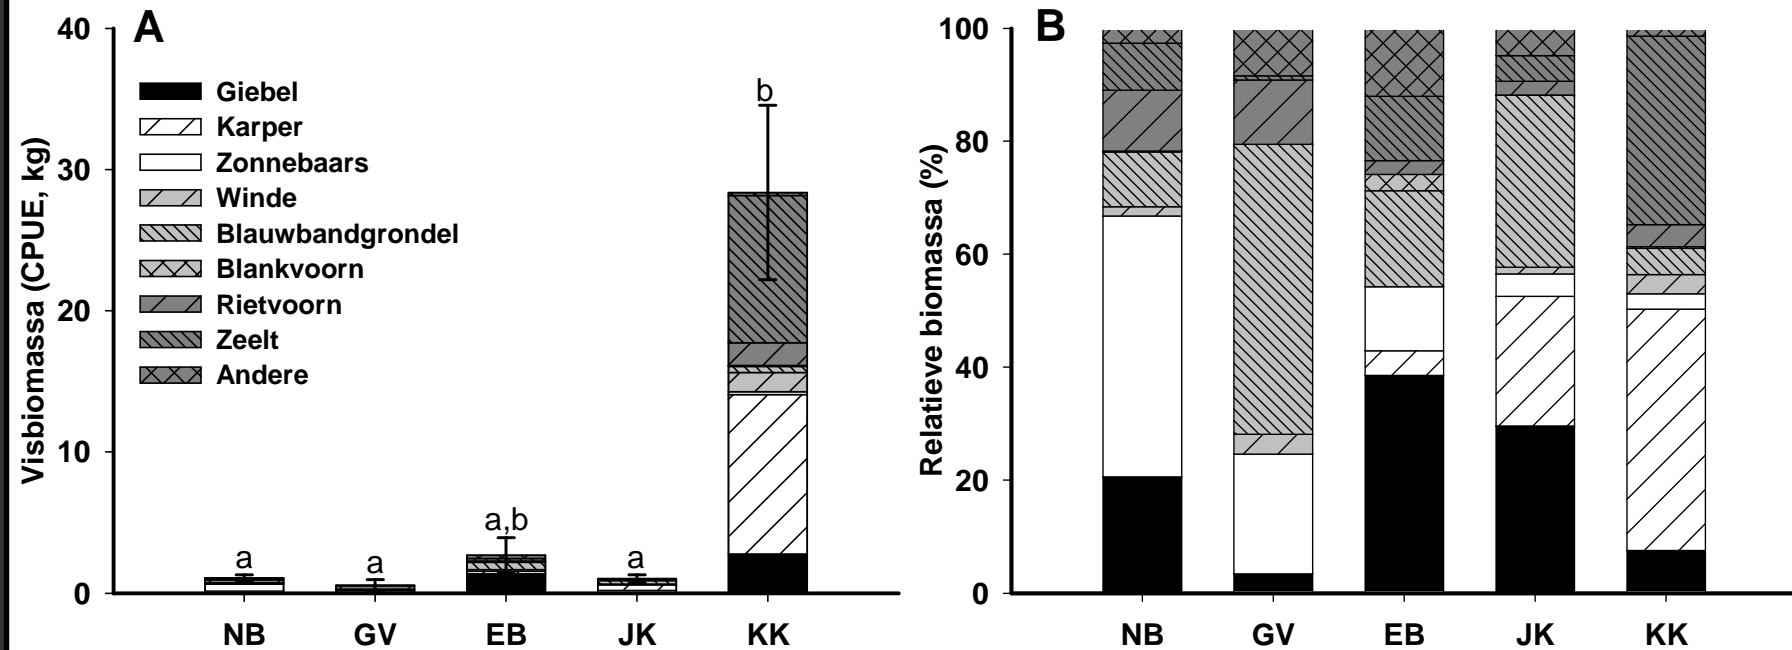 A
Visbiomassa (CPUE, kg)
40
30
20
10
0
Giebel
Karper
Zonnebaars
Winde
Blauwbandgrondel
Blankvoorn
Rietvoorn
Zeelt
Andere
a
a
a,b
a
b
NB
GV
EB
JK
KK
B
Relatieve biomassa (%)
100
80
60
40
20
0
NB
GV
EB
JK
KK